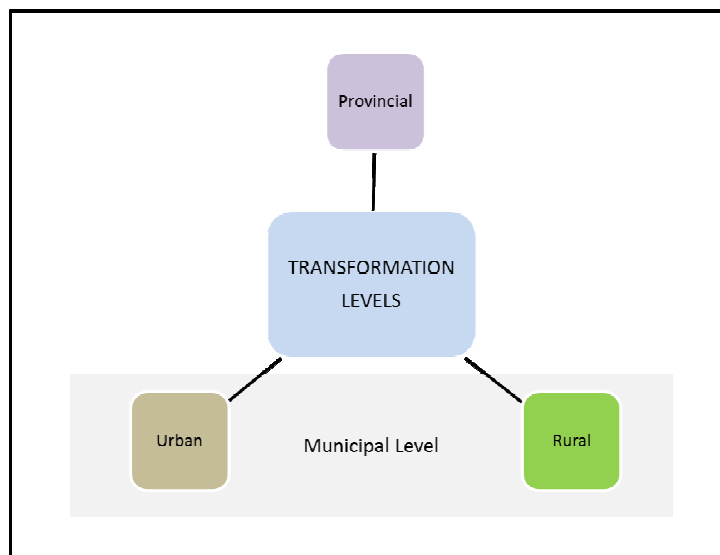 Provincial
TRANSFORMATION
LEVELS
Urban
Municipal Level
Rural